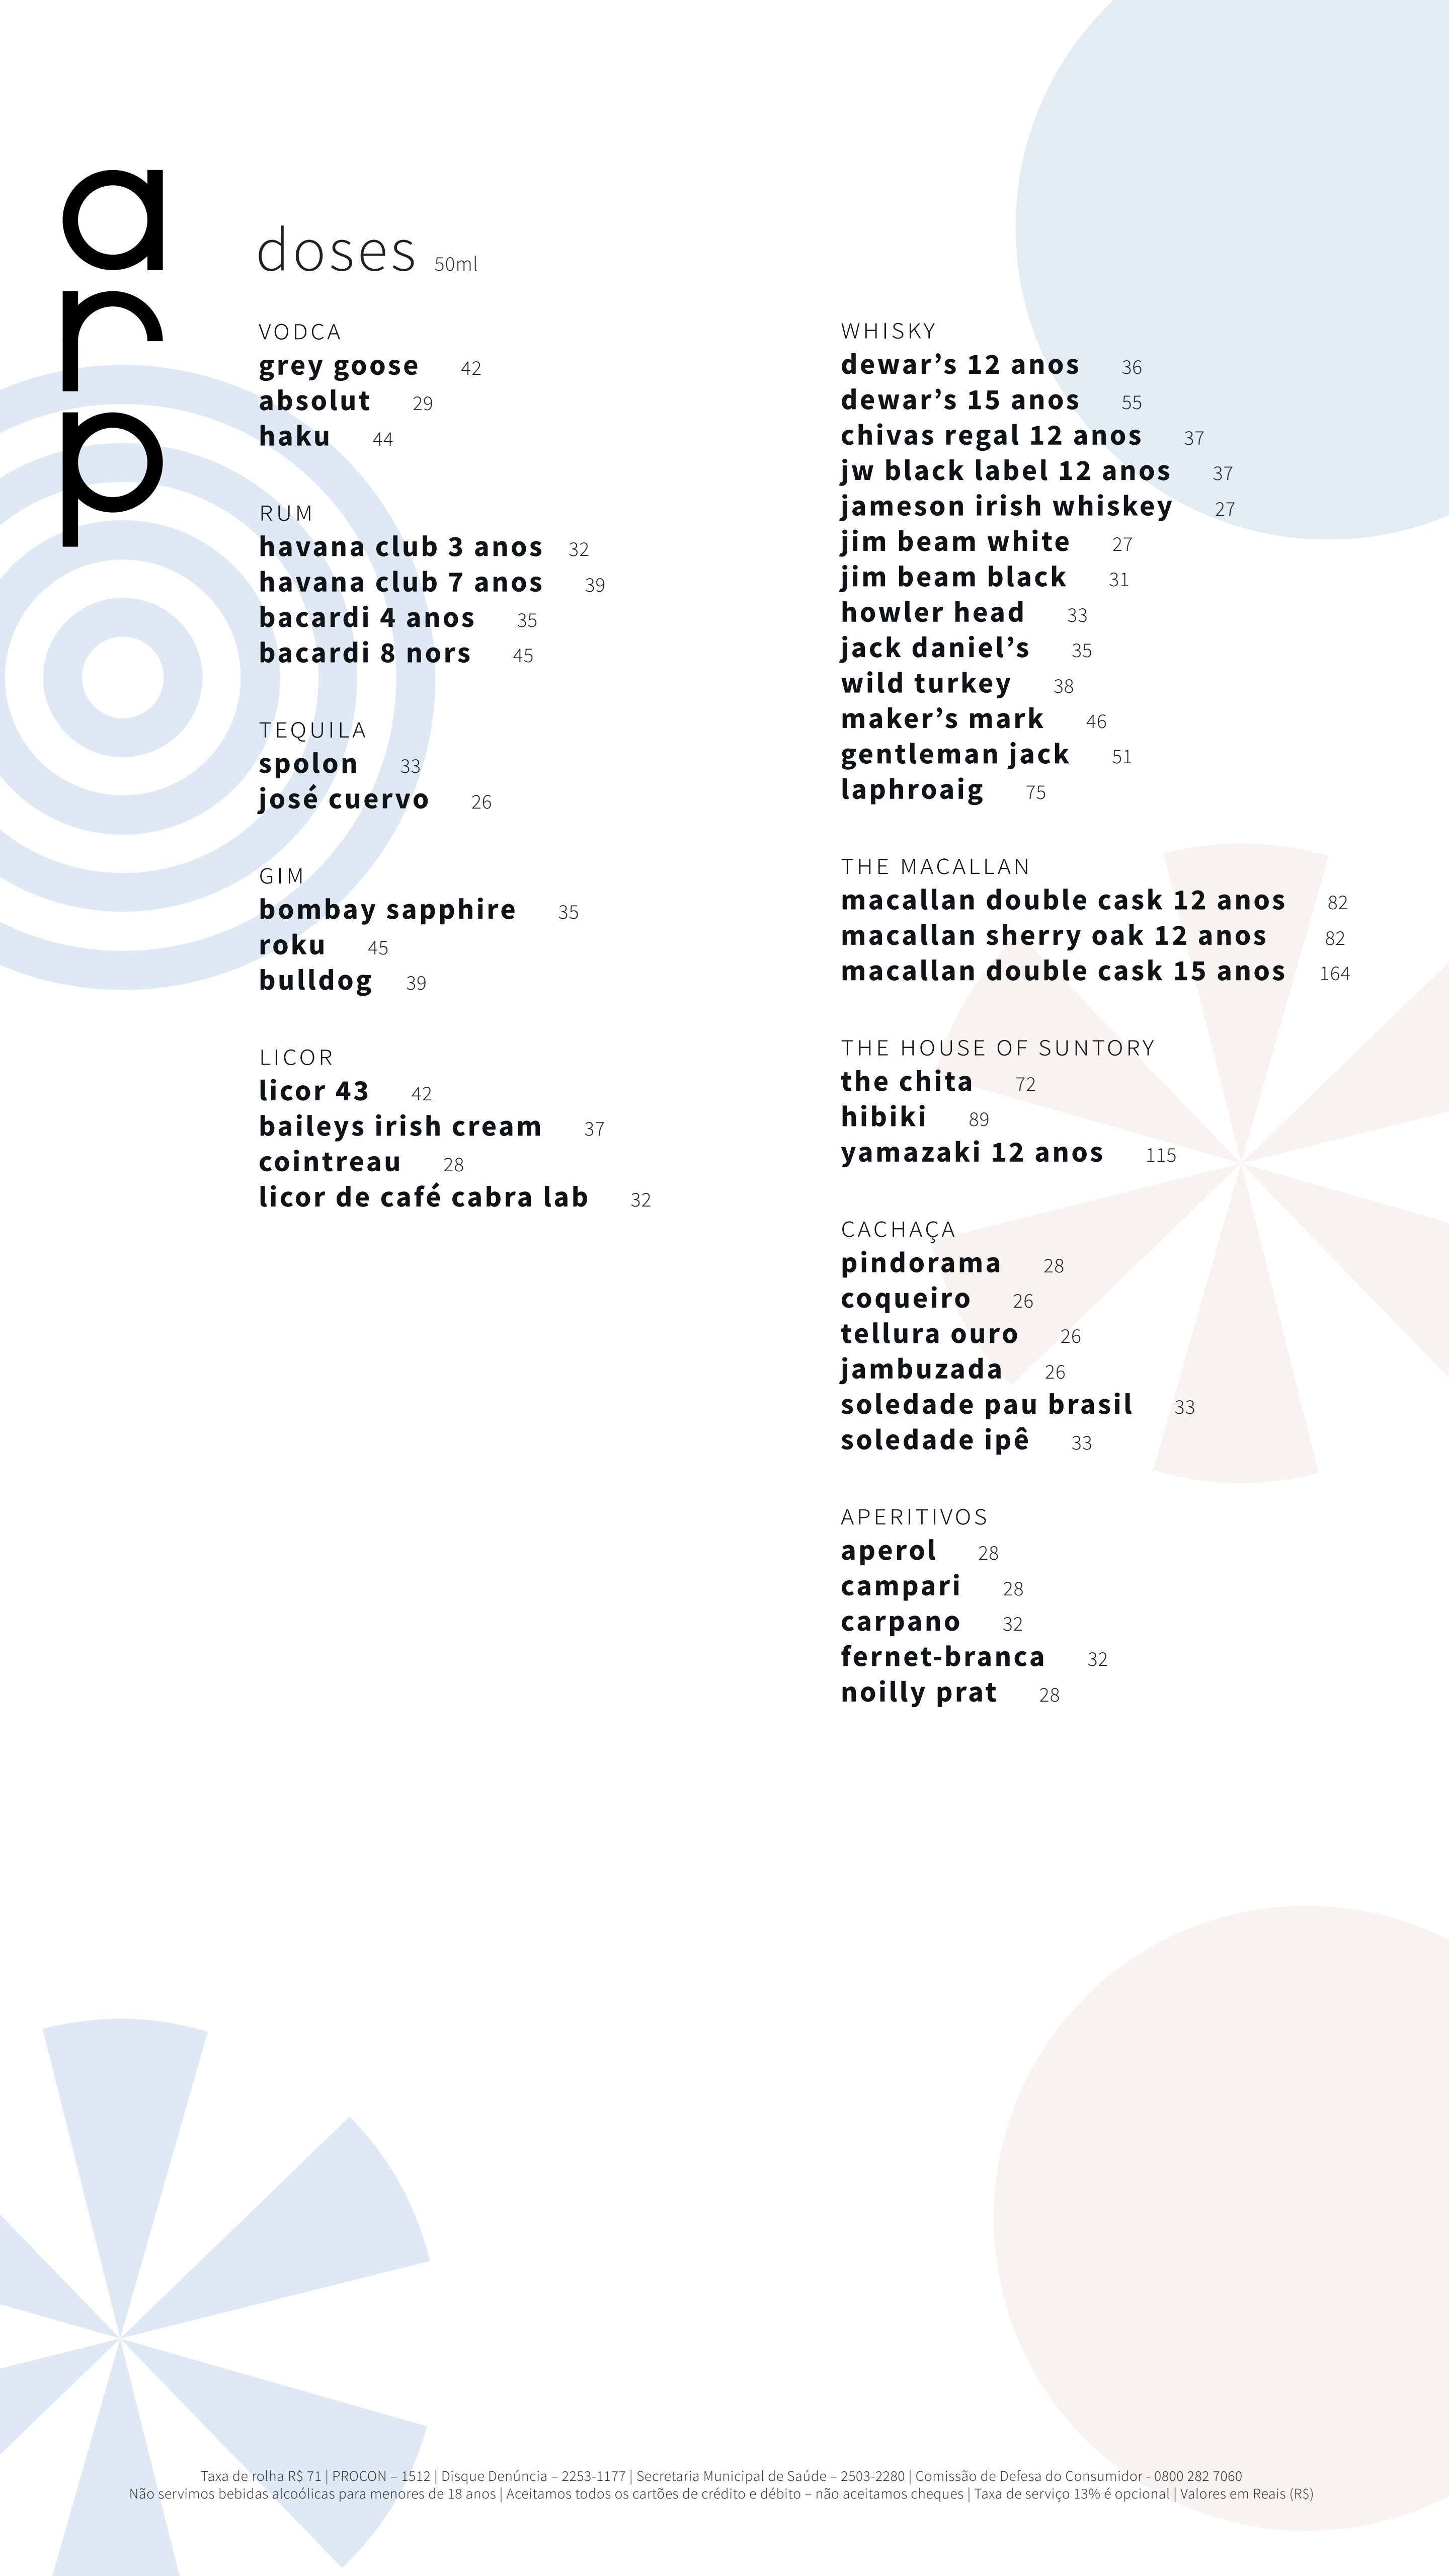 arp
doses 50ml
VODCA
grey goose 42
absolut 29
haku 44
RUM
havana club 3 anos 32
havana club 7 anos 39
bacardi 4 anos 35
bacardi 8 nors 45
TEQUILA
spolon 33
josé cuervo 26
GIM
bombay sapphire 35
roku 45
bulldog 39
LICOR
licor 43 42
baileys irish cream 37
cointreau 28
licor de café cabra lab 32
WHISKY
dewar’s 12 anos 36
dewar’s 15 anos 55
chivas regal 12 anos 37
jw black label 12 anos 37
jameson irish whiskey 27
jim beam white 27
jim beam black 31
howler head 33
jack daniel’s 35
wild turkey 38
maker’s mark 46
gentleman jack 51
laphroaig 75
THE MACALLAN
macallan double cask 12 anos 82
macallan sherry oak 12 anos 82
macallan double cask 15 anos 164
THE HOUSE OF SUNTORY
the chita 72
hibiki 89
yamazaki 12 anos 115
CACHAÇA
pindorama 28
coqueiro 26
tellura ouro 26
jambuzada 26
soledade pau brasil 33
soledade ipê 33
APERITIVOS
aperol 28
campari 28
carpano 32
fernet-branca 32
noilly prat 28
Taxa de rolha R$ 71 | PROCON – 1512 | Disque Denúncia – 2253-1177 | Secretaria Municipal de Saúde – 2503-2280 | Comissão de Defesa do Consumidor - 0800 282 7060
Não servimos bebidas alcoólicas para menores de 18 anos | Aceitamos todos os cartões de crédito e débito – não aceitamos cheques | Taxa de serviço 13% é opcional | Valores em Reais (R$)